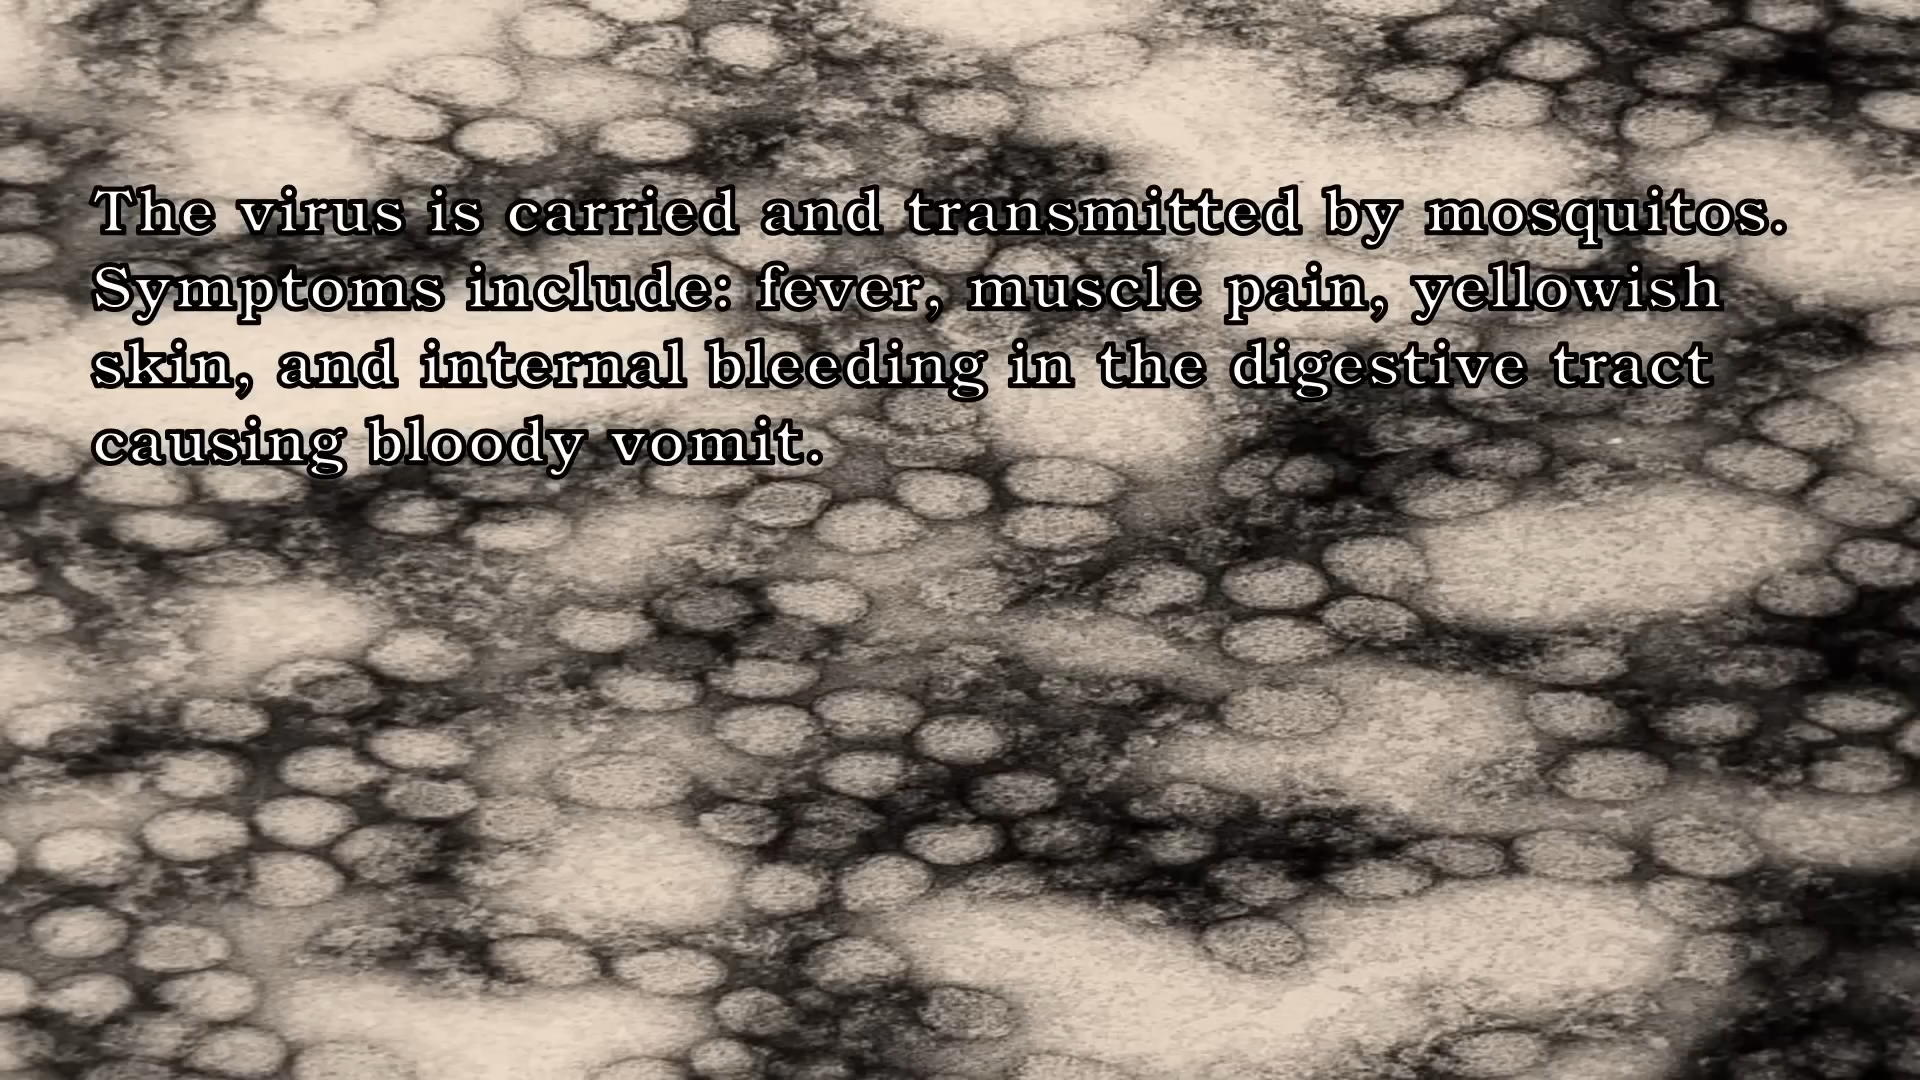 The virus is carried and transmitted by mosquitos.
Symptoms include: fever, muscle pain, yellowish
skin, and internal bleeding in the digestive tract
causing bloody vomit.